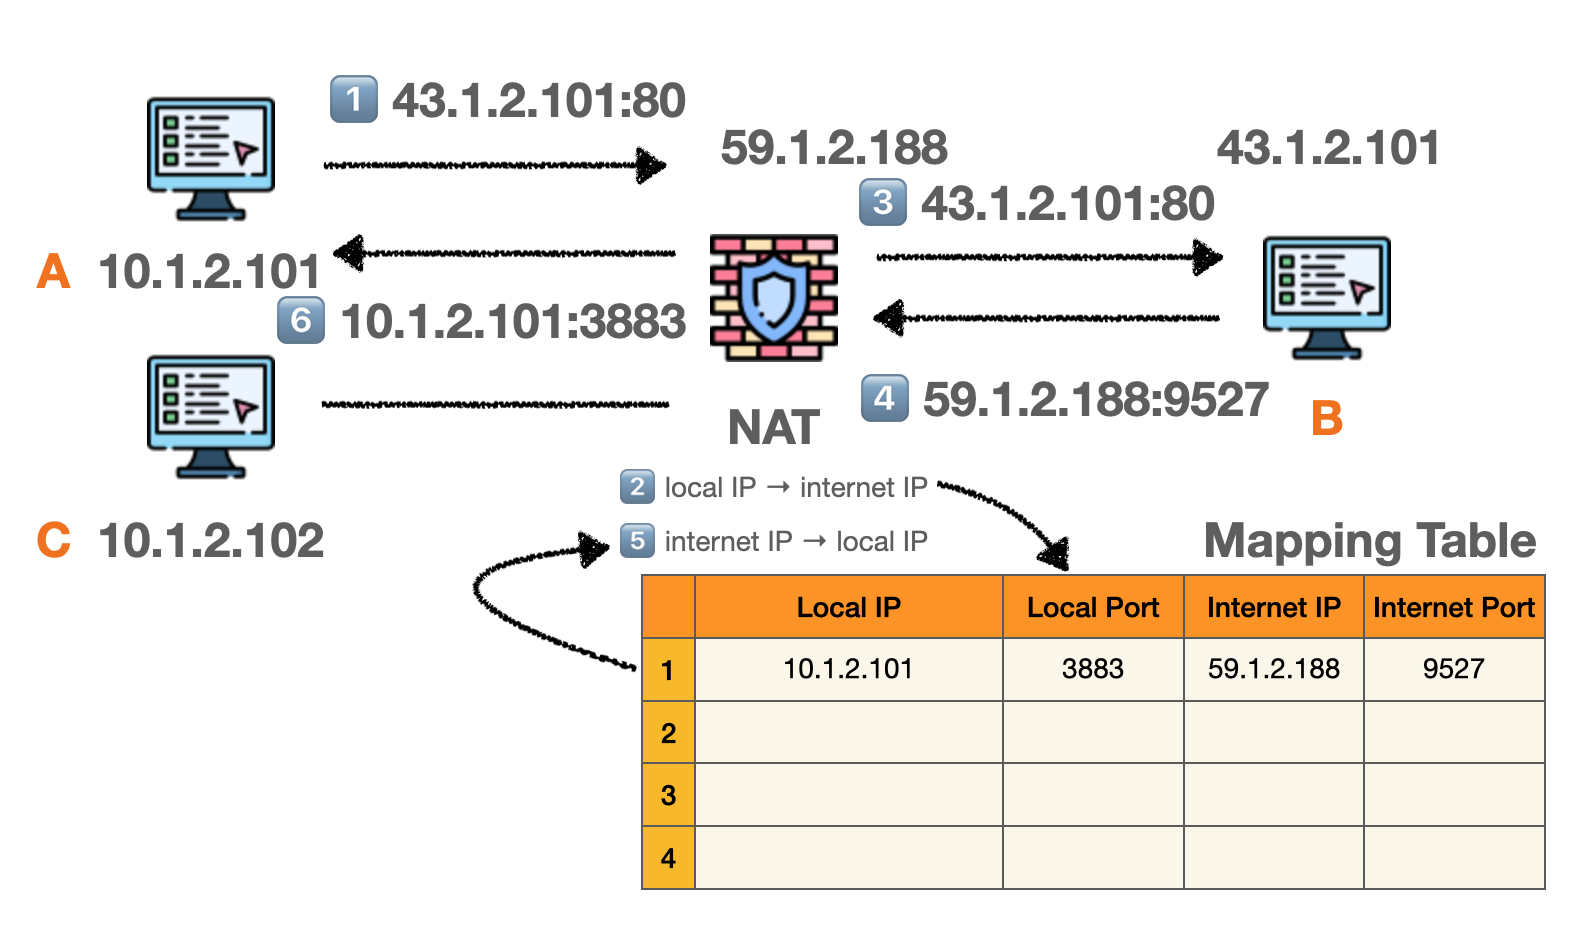 1 43.1.2.101:80
59.1.2.188
43.1.2.101
3 43.1.2.101:80
A 10.1.2.101
6 10.1.2.101:3883
4 59.1.2.188:9527
B
NAT
2 local IP → internet IP
C 10.1.2.102
5 internet IP → local IP
Mapping Table
Local IP Local Port Internet IP Internet Port
1 10.1.2.101 3883 59.1.2.188 9527
2
3
4